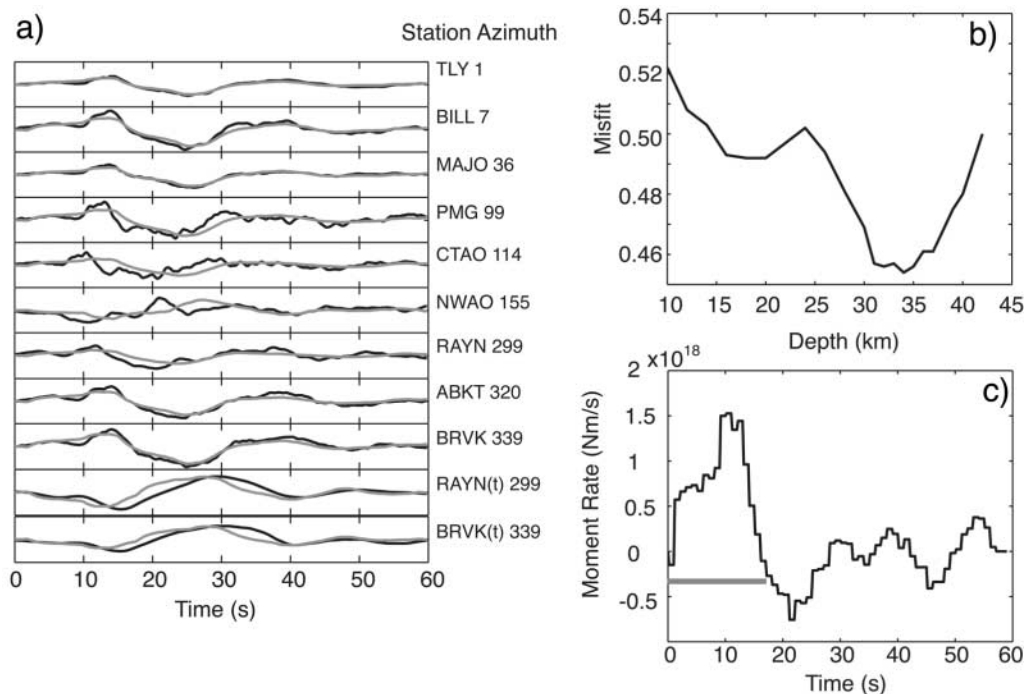 a)
Station Azimuth
TLY 1
BILL 7
MAJO 36
PMG 99
CTAO 114
NWAO 155
RAYN 299
ABKT 320
BRVK 339
RAYN(t) 299
BRVK(t) 339
0 10 20 30 40 50 60
Time (s)
b)
0.54
0.52
0.50
0.48
0.46
Misfit
10 15 20 25 30 35 40 45
Depth (km)
c)
x10^18
2
1.5
1
0.5
0
-0.5
Moment Rate (Nm/s)
0 10 20 30 40 50 60
Time (s)